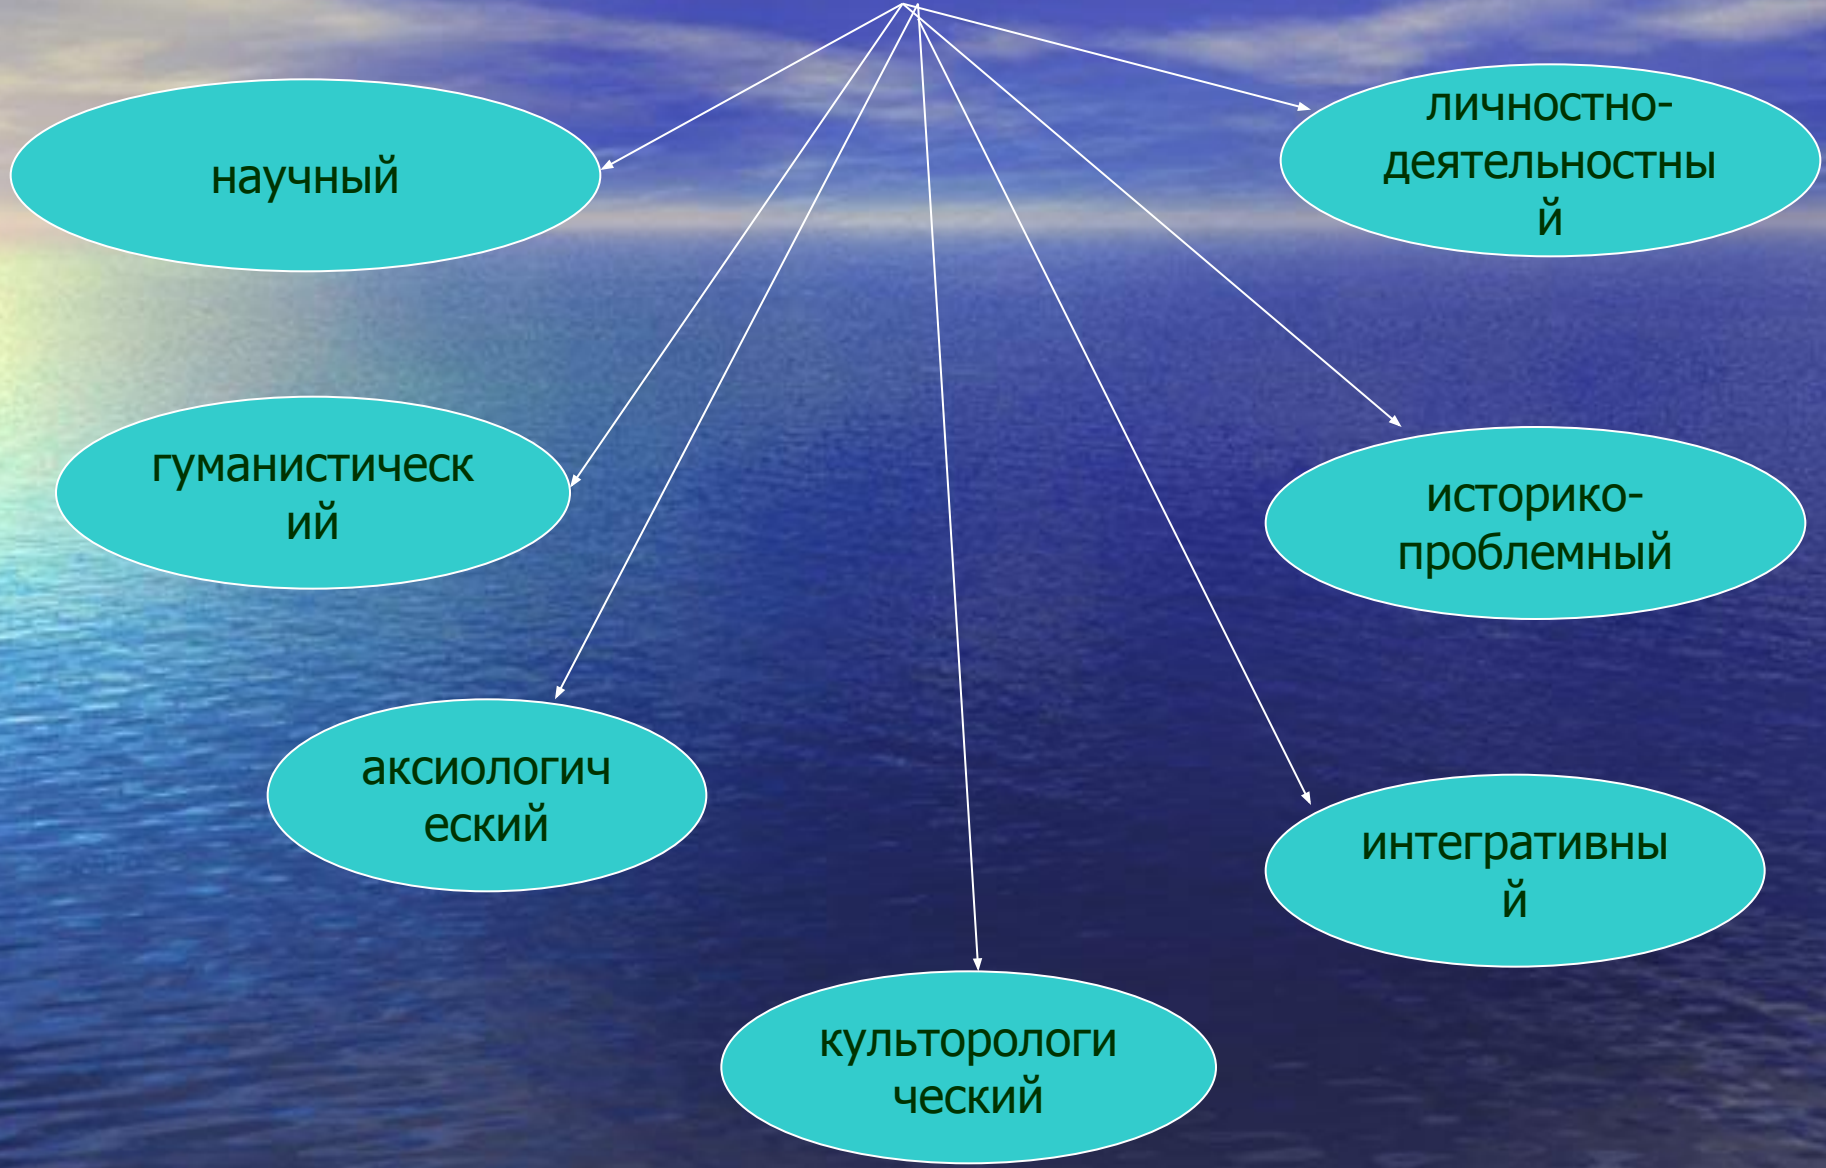 научный
личностно-
деятельностны
й
гуманистическ
ий
историко-
проблемный
аксиологич
еский
интегративны
й
культорологи
ческий